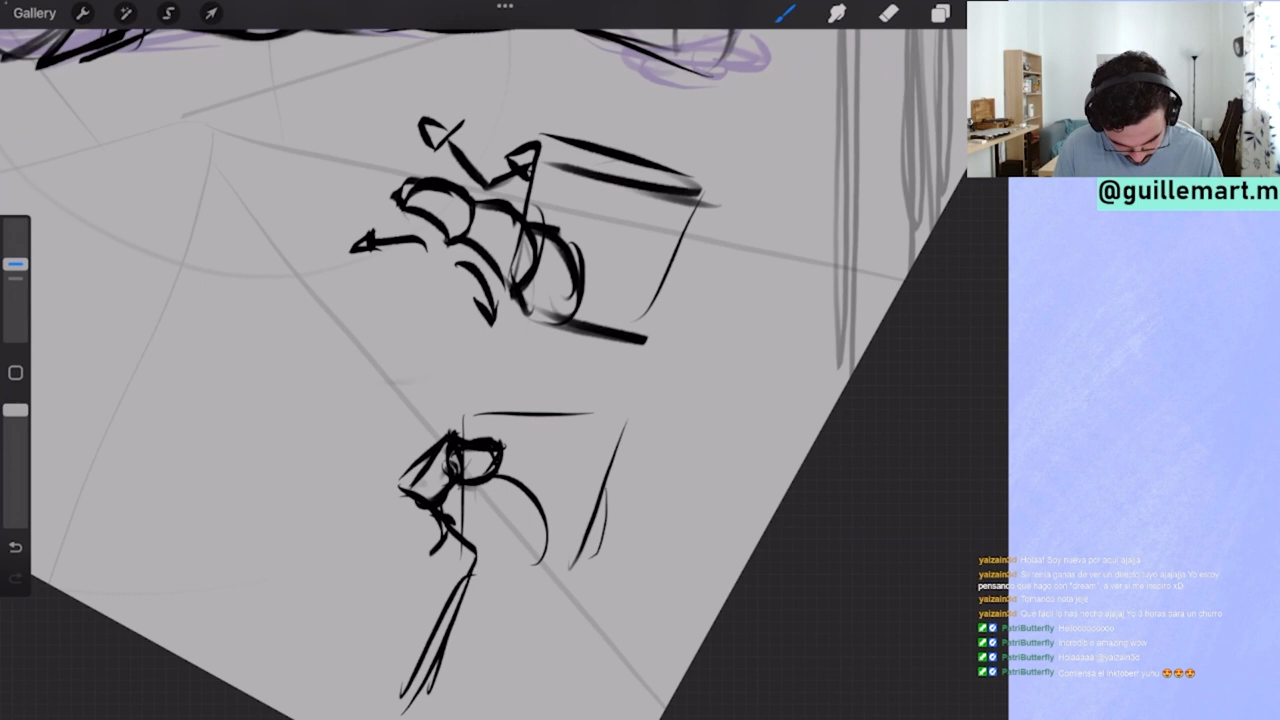 Gallery
@guillemart.m
yaizain3d Holaa! Soy nueva por aquí ajaja
yaizain3d Si tenía ganas de ver un directo tuyo ajajaja Yo estoy
pensando que hago con "dream", a ver si me inspiro xD
yaizain3d Tomando nota jeje
yaizain3d Que fácil lo has hecho ajajaj yo 3 horas para un churro
PatriButterfly Hellooooooooo
PatriButterfly Incredible amazing wow
PatriButterfly Holaaaaa @yaizain3d
PatriButterfly Comienza el inktoberr yuhu 😍😍😍